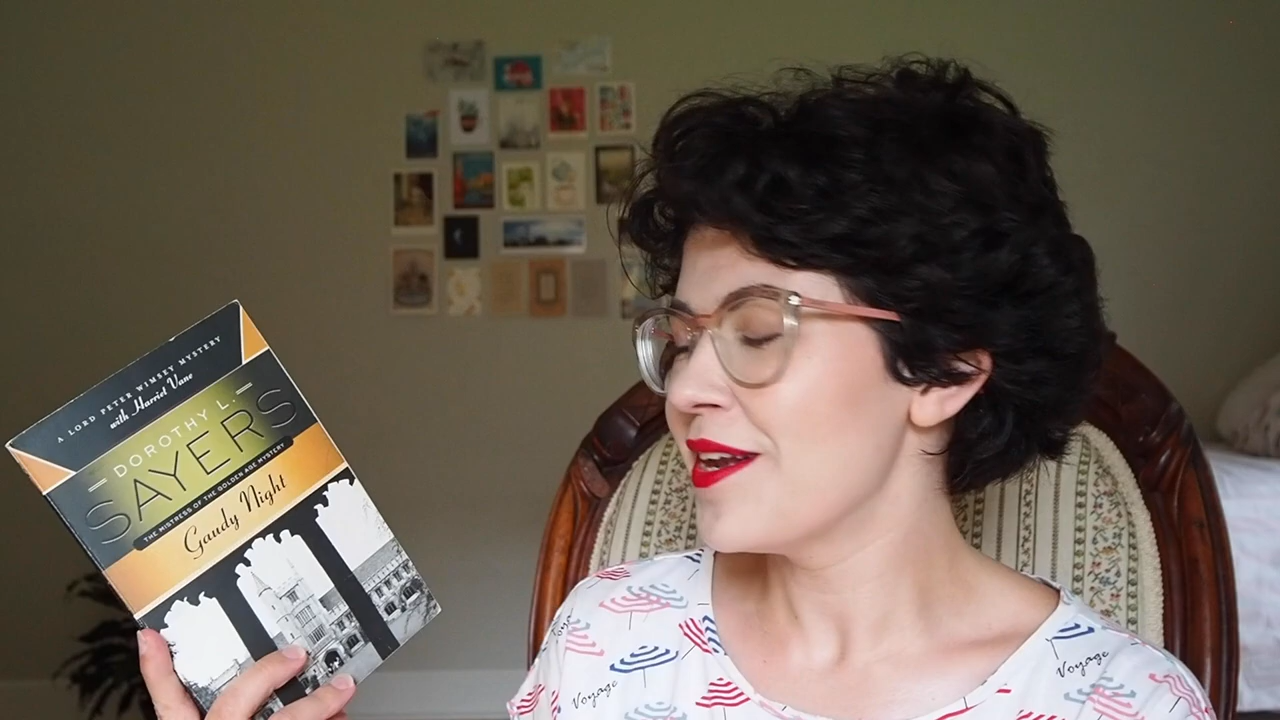 A LORD PETER WIMSEY MYSTERY
with Harriet Vane
DOROTHY L.
SAYERS
THE MISTRESS OF THE GOLDEN AGE MYSTERY
Gaudy Night
Voyage
Voyage